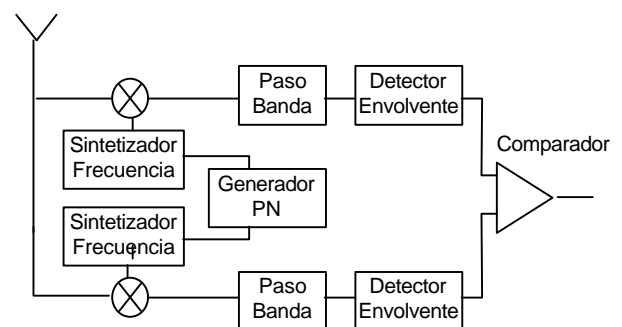 Paso
Banda
Detector
Envolvente
Comparador
Sintetizador
Frecuencia
Generador
PN
Sintetizador
Frecuencia
Paso
Banda
Detector
Envolvente